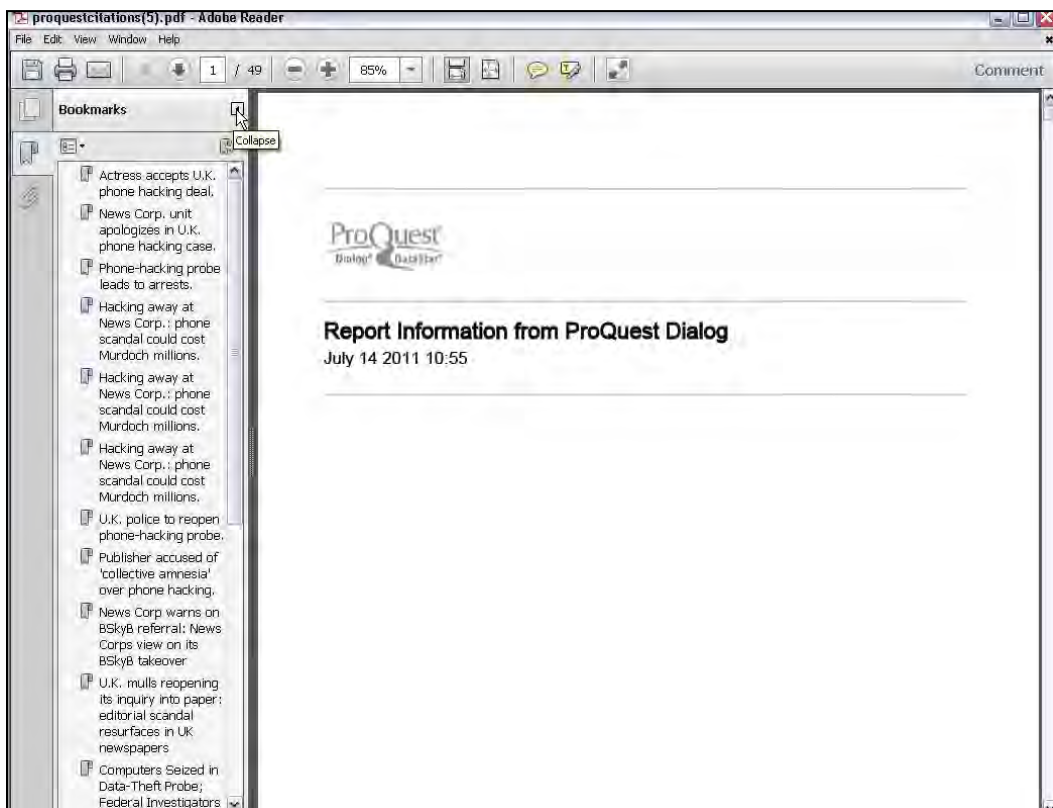 proquestcitations(5).pdf - Adobe Reader
File Edit View Window Help
1 / 49 85% Comment
Bookmarks
Collapse
Actress accepts U.K.
phone hacking deal.
News Corp. unit
apologizes in U.K.
phone hacking case.
Phone-hacking probe
leads to arrests.
Hacking away at
News Corp.: phone
scandal could cost
Murdoch millions.
Hacking away at
News Corp.: phone
scandal could cost
Murdoch millions.
Hacking away at
News Corp.: phone
scandal could cost
Murdoch millions.
U.K. police to reopen
phone-hacking probe.
Publisher accused of
'collective amnesia'
over phone hacking.
News Corp warns on
BSkyB referral: News
Corps view on its
BSkyB takeover
U.K. mulls reopening
its inquiry into paper:
editorial scandal
resurfaces in UK
newspapers
Computers Seized in
Data-Theft Probe;
Federal Investigators
ProQuest
Dialog DataStar
Report Information from ProQuest Dialog
July 14 2011 10:55